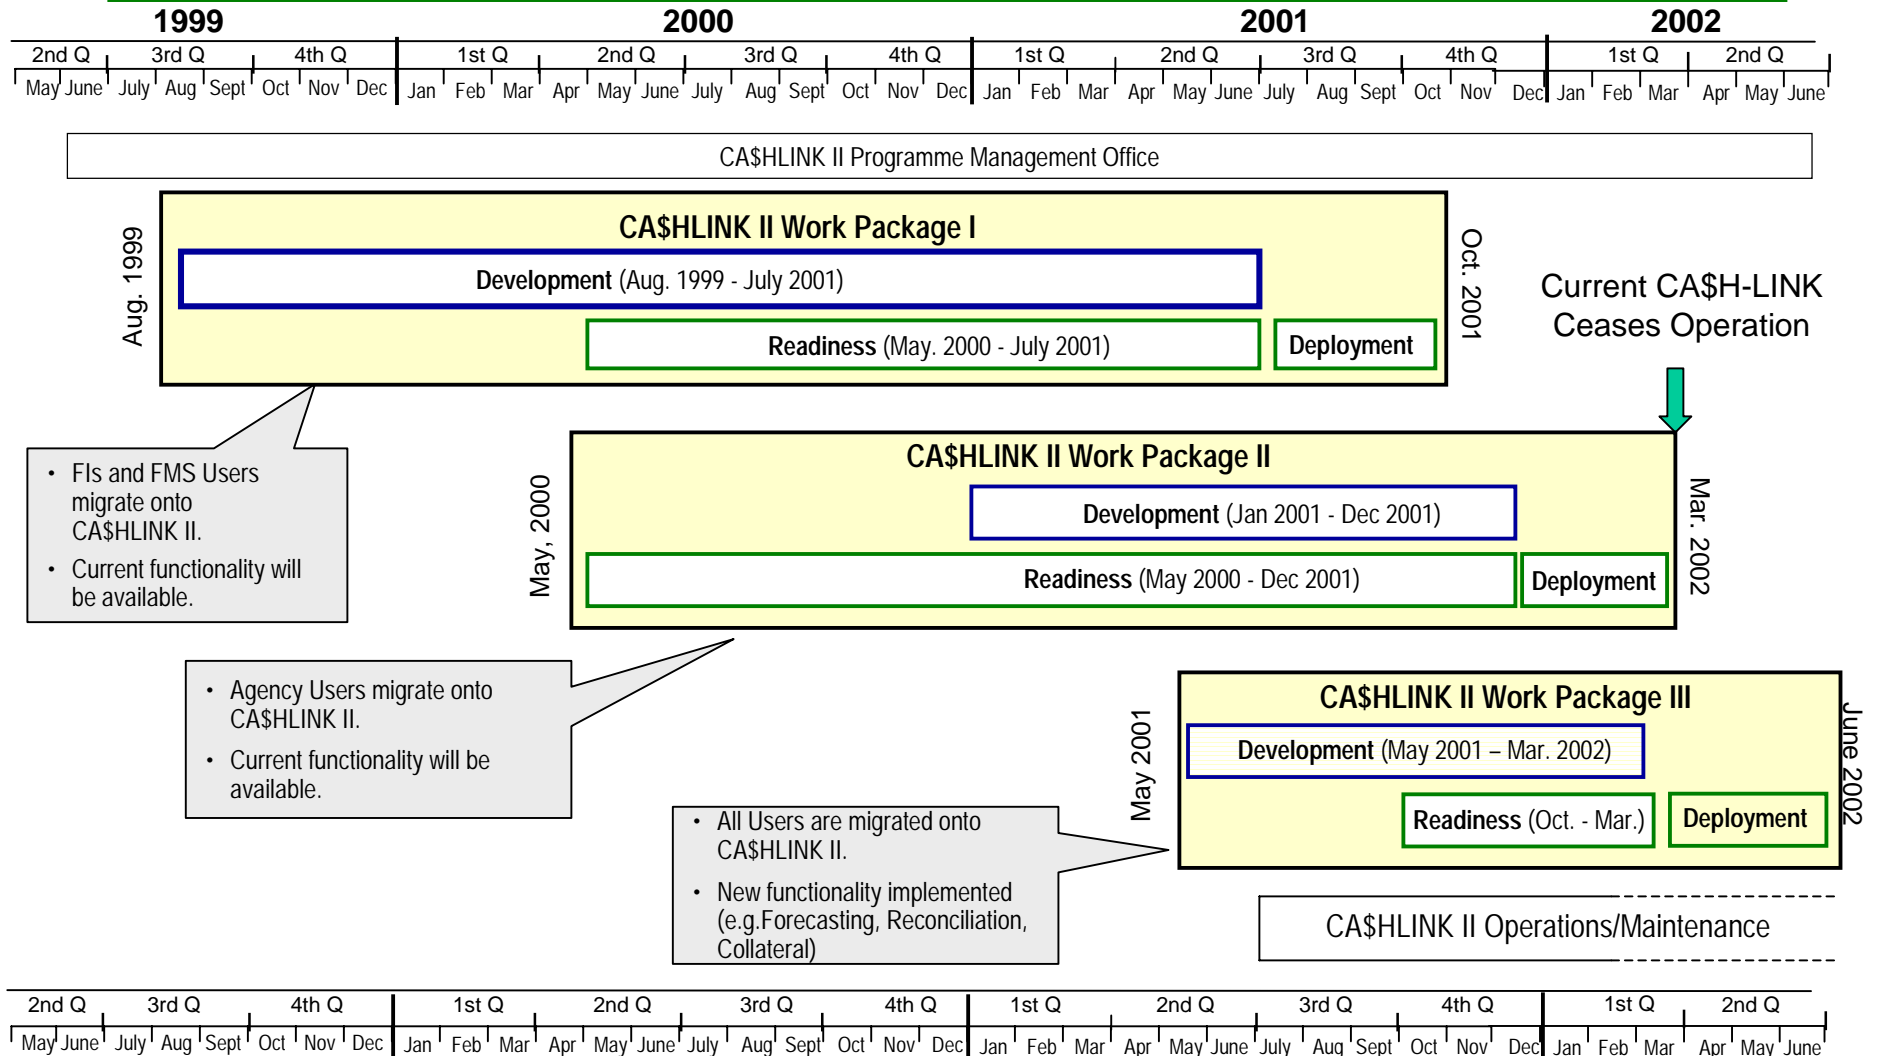 1999 2000 2001 2002
2nd Q 3rd Q 4th Q 1st Q 2nd Q 3rd Q 4th Q 1st Q 2nd Q 3rd Q 4th Q 1st Q 2nd Q
May June July Aug Sept Oct Nov Dec Jan Feb Mar Apr May June July Aug Sept Oct Nov Dec Jan Feb Mar Apr May June July Aug Sept Oct Nov Dec Jan Feb Mar Apr May June
CA$HLINK II Programme Management Office
Aug. 1999
CA$HLINK II Work Package I
Development (Aug. 1999 - July 2001)
Readiness (May. 2000 - July 2001)
Deployment
Oct. 2001
Current CA$H-LINK
Ceases Operation
• FIs and FMS Users
migrate onto
CA$HLINK II.
• Current functionality will
be available.
May, 2000
CA$HLINK II Work Package II
Development (Jan 2001 - Dec 2001)
Readiness (May 2000 - Dec 2001)
Deployment
Mar. 2002
• Agency Users migrate onto
CA$HLINK II.
• Current functionality will be
available.
May 2001
CA$HLINK II Work Package III
Development (May 2001 – Mar. 2002)
Readiness (Oct. - Mar.)
Deployment
June 2002
• All Users are migrated onto
CA$HLINK II.
• New functionality implemented
(e.g.Forecasting, Reconciliation,
Collateral)
CA$HLINK II Operations/Maintenance
2nd Q 3rd Q 4th Q 1st Q 2nd Q 3rd Q 4th Q 1st Q 2nd Q 3rd Q 4th Q 1st Q 2nd Q
May June July Aug Sept Oct Nov Dec Jan Feb Mar Apr May June July Aug Sept Oct Nov Dec Jan Feb Mar Apr May June July Aug Sept Oct Nov Dec Jan Feb Mar Apr May June